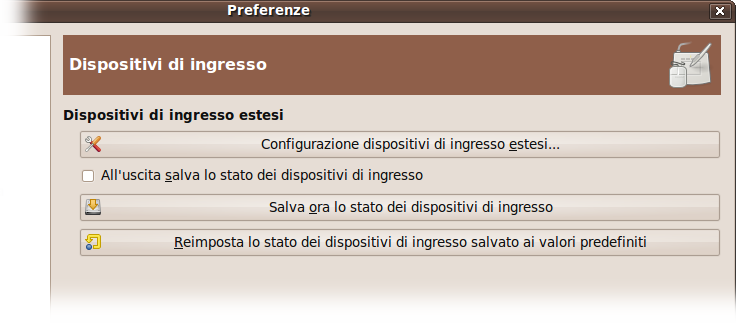 Preferenze
Dispositivi di ingresso
Dispositivi di ingresso estesi
Configurazione dispositivi di ingresso estesi...
All'uscita salva lo stato dei dispositivi di ingresso
Salva ora lo stato dei dispositivi di ingresso
Reimposta lo stato dei dispositivi di ingresso salvato ai valori predefiniti